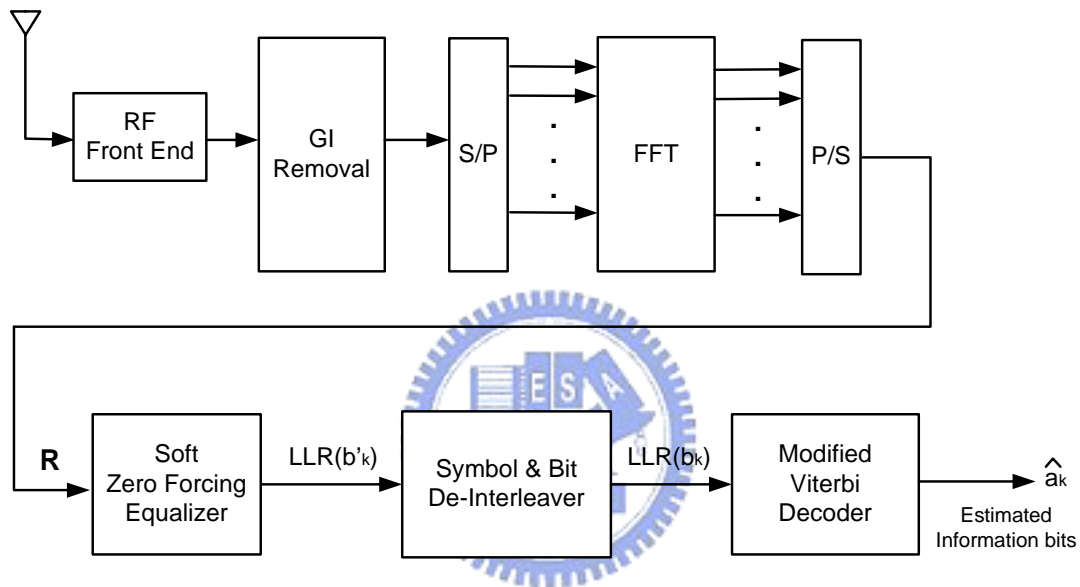 RF
Front End
GI
Removal
S/P
FFT
P/S
R
Soft
Zero Forcing
Equalizer
LLR(b'k)
Symbol & Bit
De-Interleaver
LLR(bk)
Modified
Viterbi
Decoder
âk
Estimated
Information bits
E S A